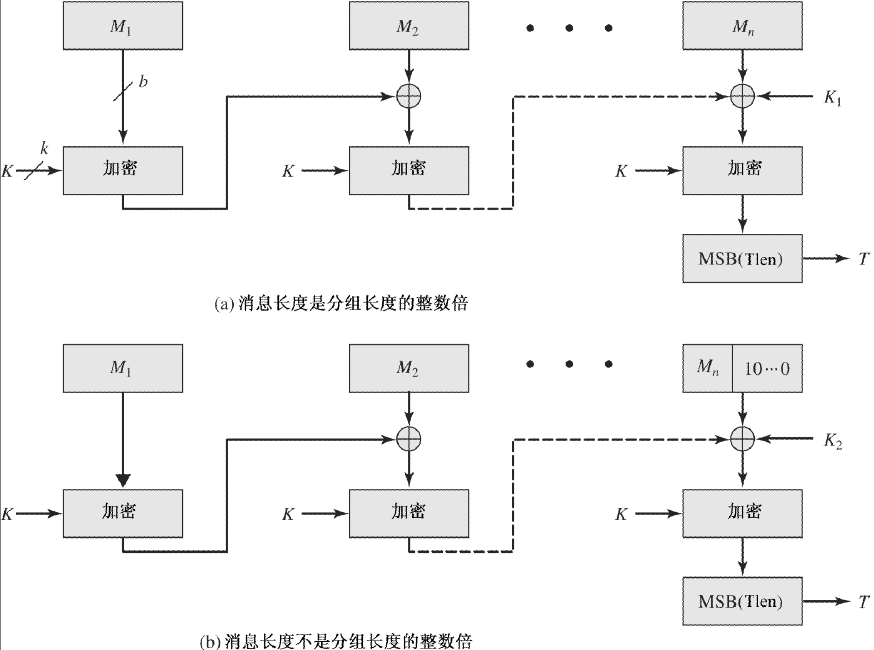 M₁ M₂ • • • Mₙ
b
K₁
k
K 加密 K 加密 K 加密
MSB(Tlen) T
(a) 消息长度是分组长度的整数倍
M₁ M₂ • • • Mₙ 10···0
K₂
K 加密 K 加密 K 加密
MSB(Tlen) T
(b) 消息长度不是分组长度的整数倍